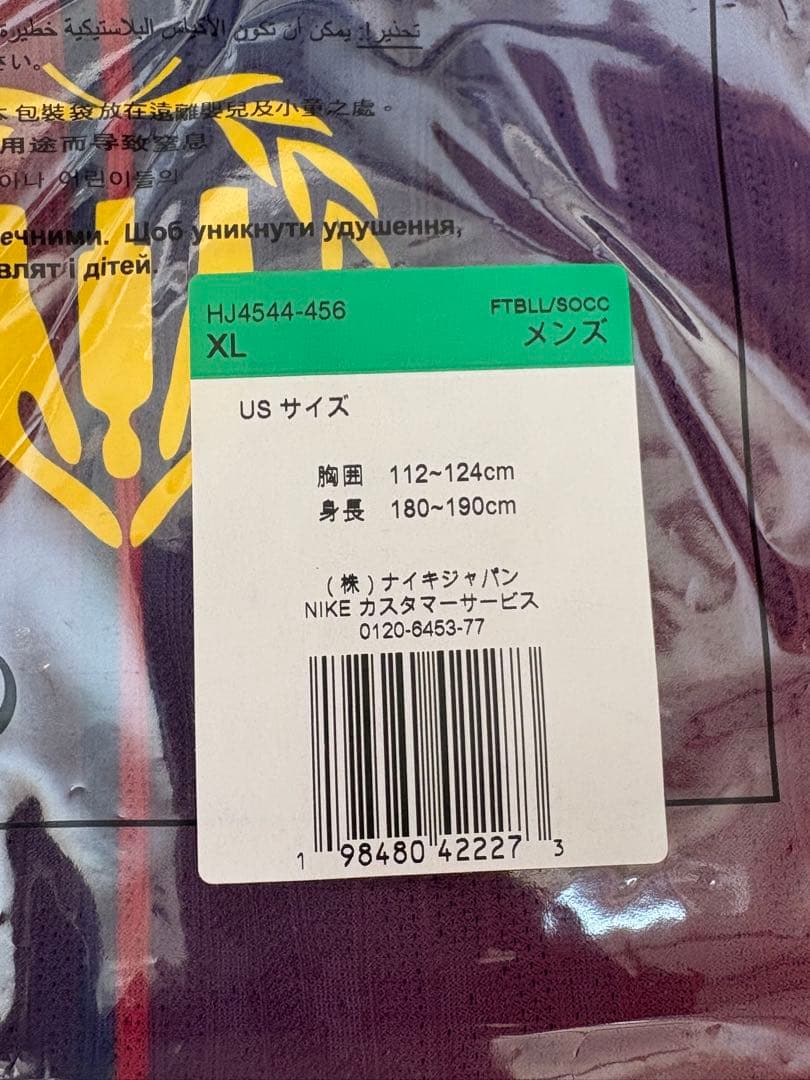 تحذير!: يمكن أن تكون الأكياس البلاستيكية خطيرة
さい。
包裝袋放在遠離嬰兒及小童之處。
用途而导致窒息
아나 어린이들의
ечними. Щоб уникнути удушення,
влят і дітей.
HJ4544-456
FTBLL/SOCC
XL
メンズ
US サイズ
胸囲 112~124cm
身長 180~190cm
(株)ナイキジャパン
NIKE カスタマーサービス
0120-6453-77
1 98480 42227 3